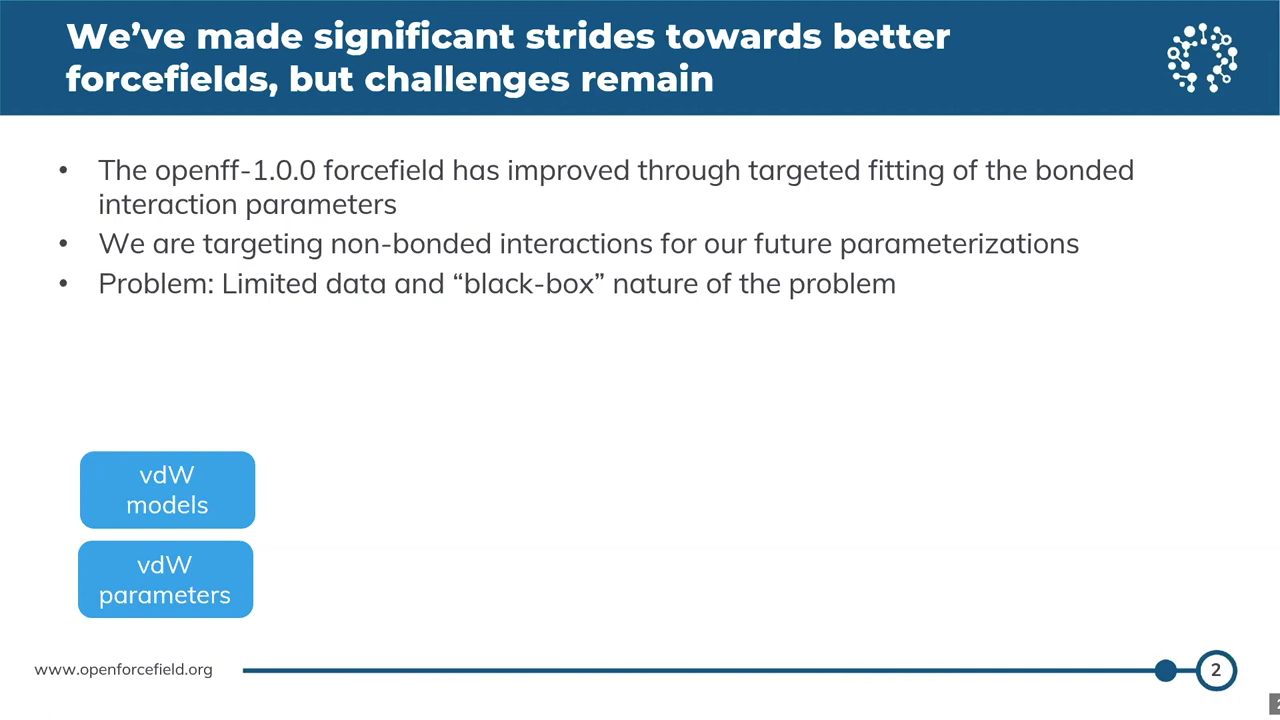 We’ve made significant strides towards better
forcefields, but challenges remain
• The openff-1.0.0 forcefield has improved through targeted fitting of the bonded
interaction parameters
• We are targeting non-bonded interactions for our future parameterizations
• Problem: Limited data and “black-box” nature of the problem
vdW
models
vdW
parameters
www.openforcefield.org
2